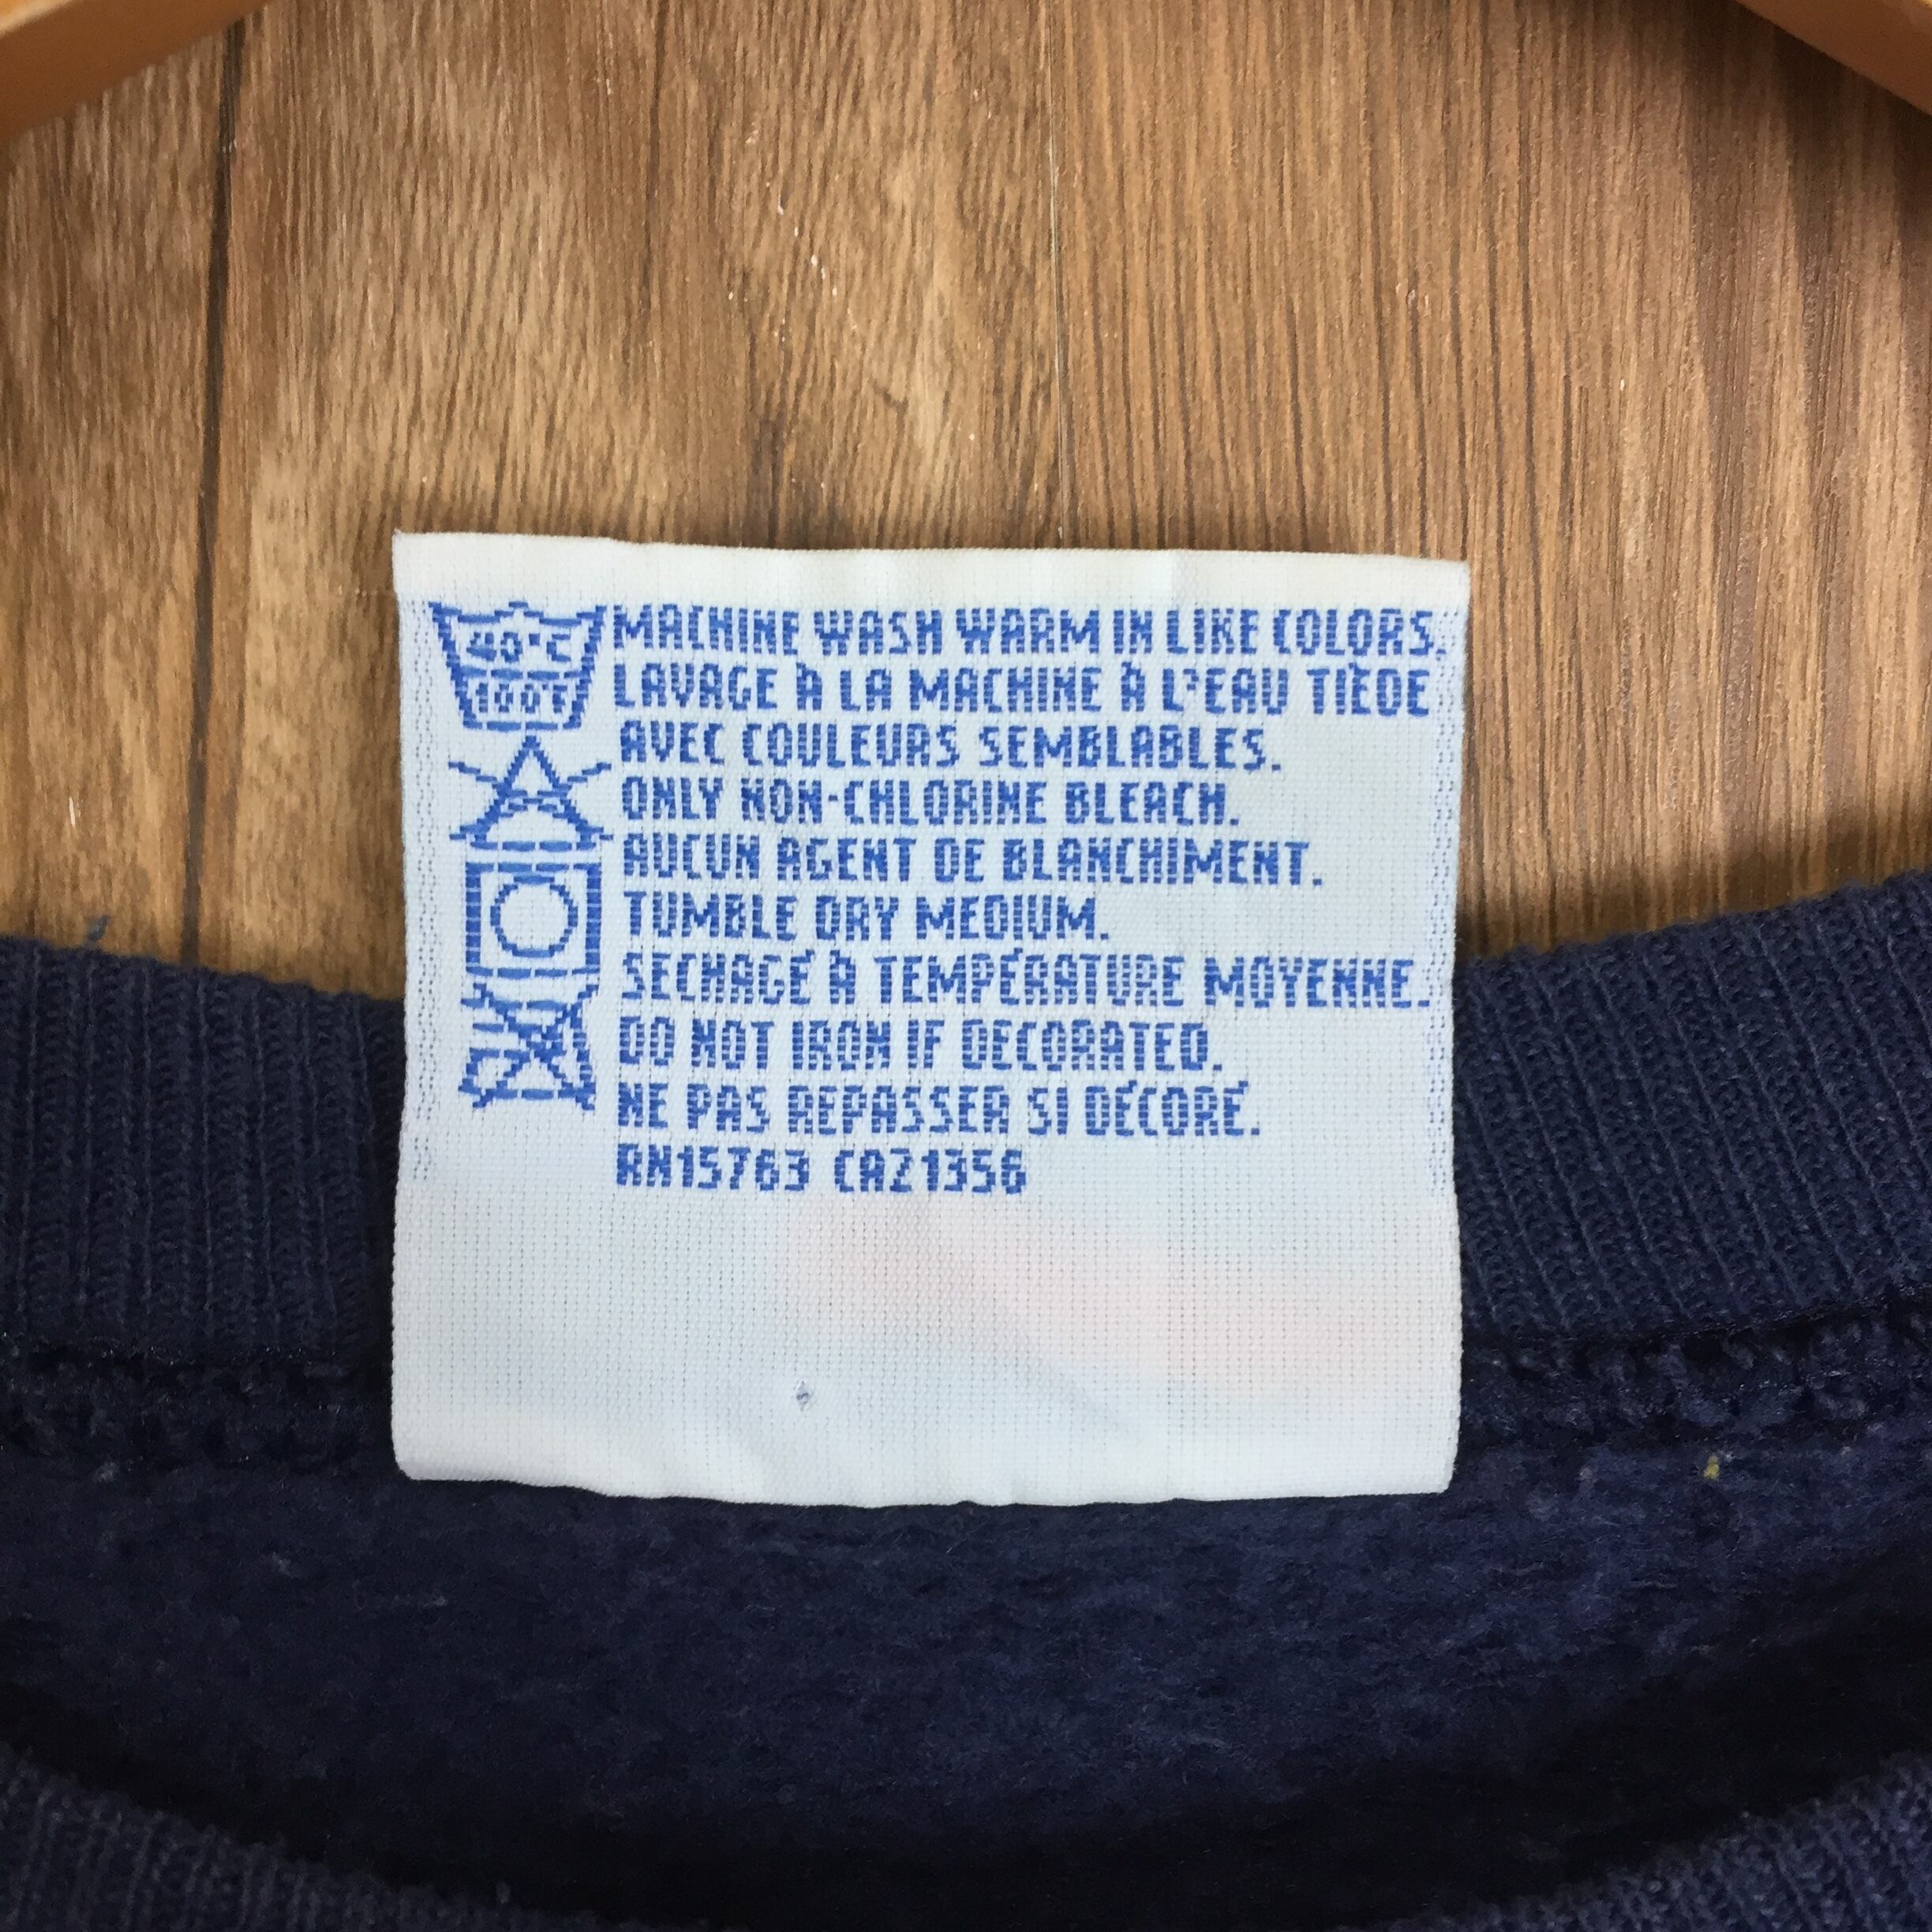 40°C
100°F
MACHINE WASH WARM IN LIKE COLORS.
LAVAGE À LA MACHINE À L'EAU TIÈDE
AVEC COULEURS SEMBLABLES.
ONLY NON-CHLORINE BLEACH.
AUCUN AGENT DE BLANCHIMENT.
TUMBLE DRY MEDIUM.
SECHAGÉ À TEMPÉRATURE MOYENNE.
DO NOT IRON IF DECORATED.
NE PAS REPASSER SI DÉCORÉ.
RN15763 CA21356